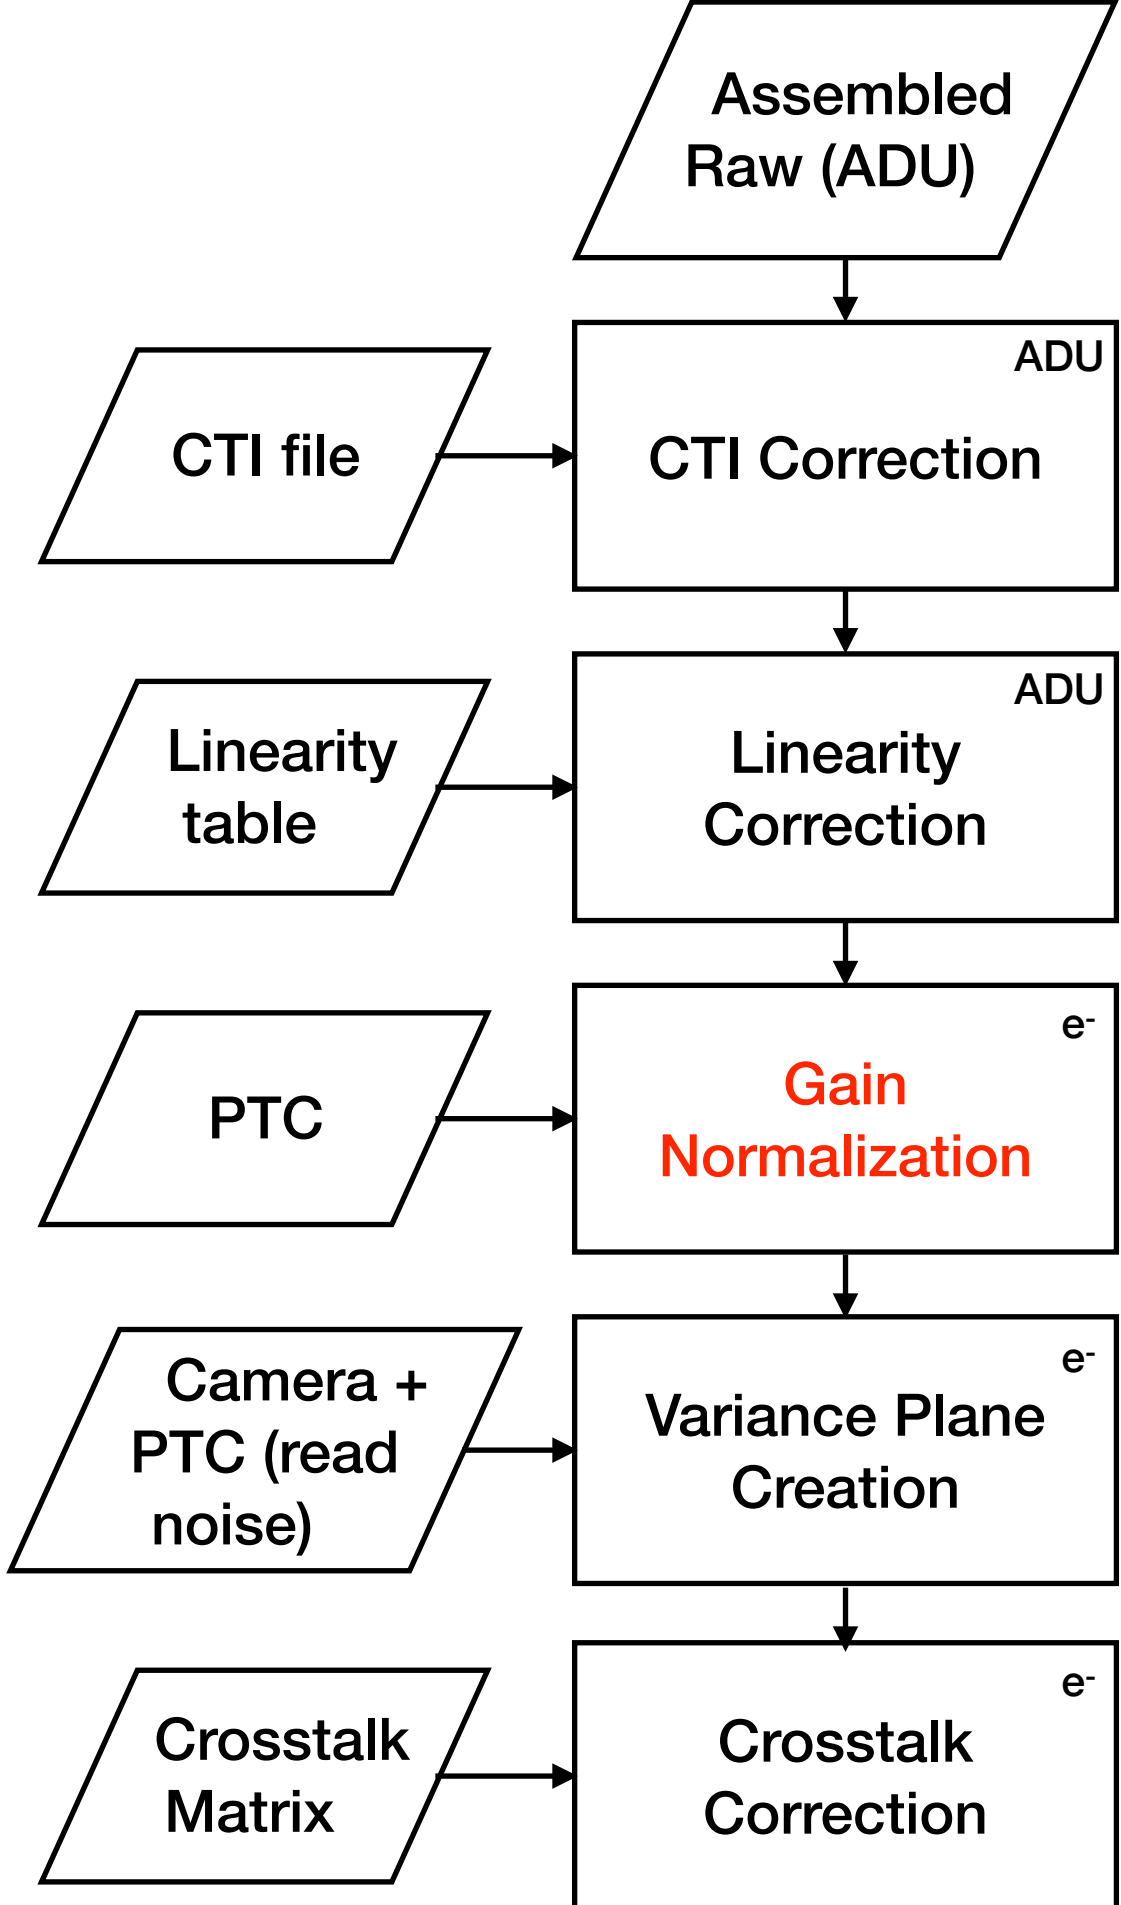 Assembled
Raw (ADU)
ADU
CTI file
CTI Correction
ADU
Linearity
table
Linearity
Correction
e-
PTC
Gain
Normalization
e-
Camera +
PTC (read
noise)
Variance Plane
Creation
e-
Crosstalk
Matrix
Crosstalk
Correction